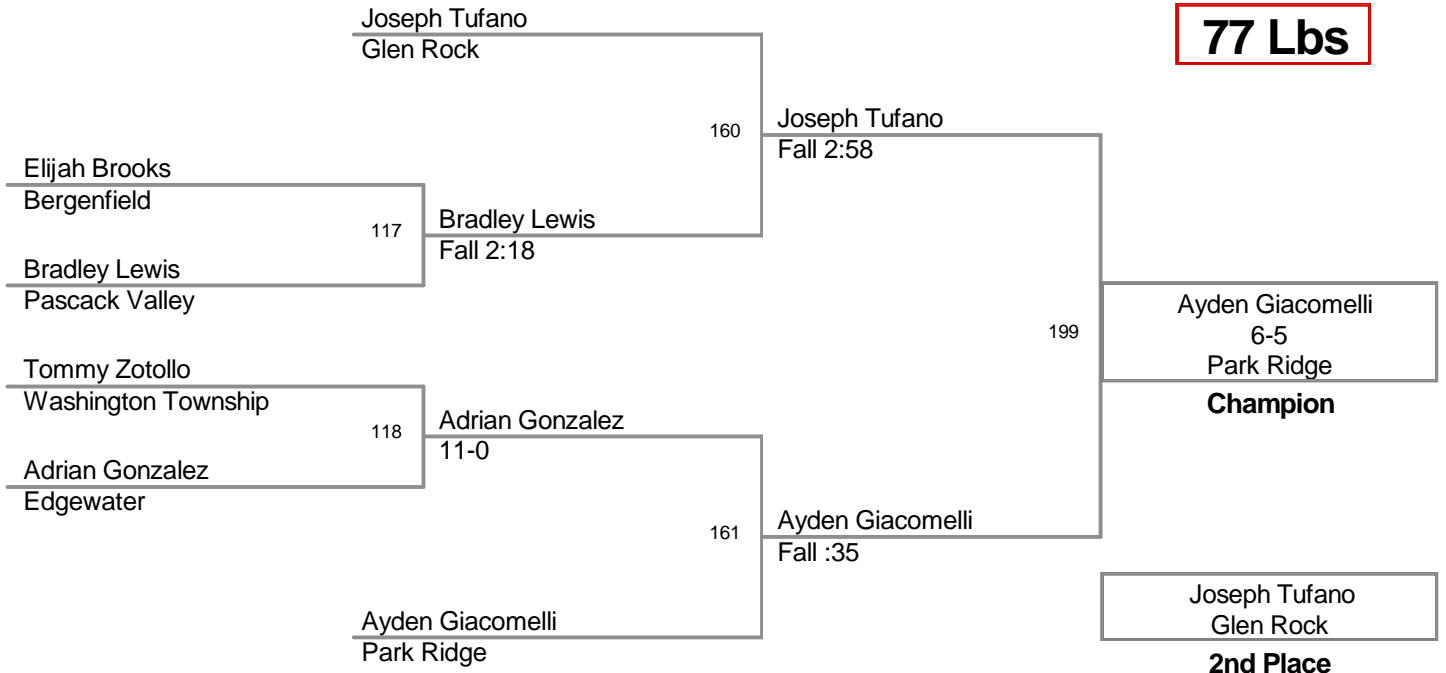 Joseph Tufano
Glen Rock
77 Lbs
160
Joseph Tufano
Fall 2:58
Elijah Brooks
Bergenfield
117
Bradley Lewis
Fall 2:18
Bradley Lewis
Pascack Valley
199
Ayden Giacomelli
6-5
Park Ridge
Champion
Tommy Zotollo
Washington Township
118
Adrian Gonzalez
11-0
Adrian Gonzalez
Edgewater
161
Ayden Giacomelli
Fall :35
Ayden Giacomelli
Park Ridge
Joseph Tufano
Glen Rock
2nd Place